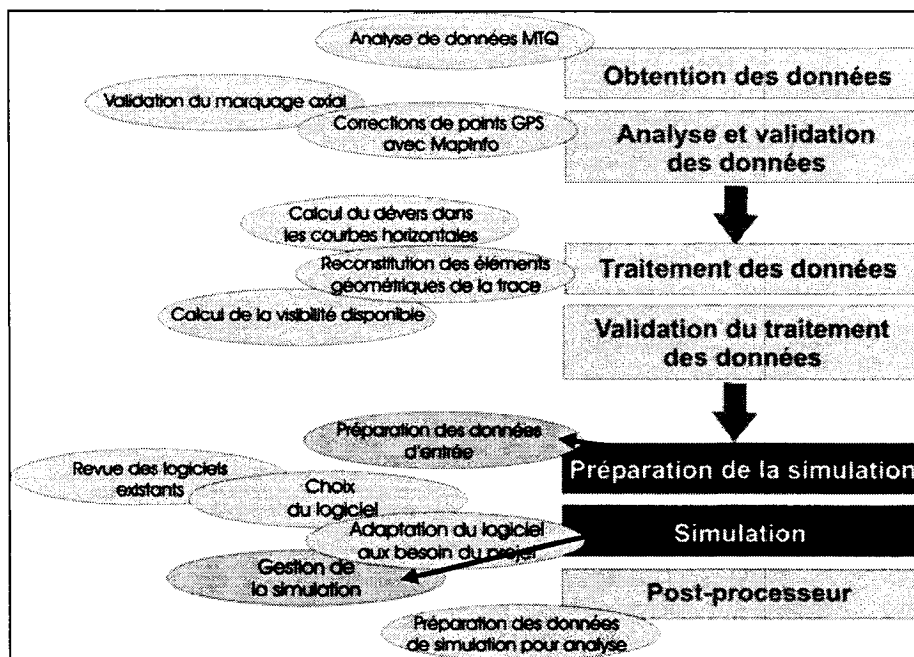 Analyse de données MTQ
Obtention des données
Validation du marquage axial
Corrections de points GPS
avec MapInfo
Analyse et validation
des données
Calcul du dévers dans
les courbes horizontales
Reconstitution des éléments
géométriques de la trace
Traitement des données
Calcul de la visibilité disponible
Validation du traitement
des données
Préparation des données
d'entrée
Préparation de la simulation
Revue des logiciels
existants
Choix
du logiciel
Adaptation du logiciel
aux besoin du projet
Simulation
Gestion de
la simulation
Post-processeur
Préparation des données
de simulation pour analyse